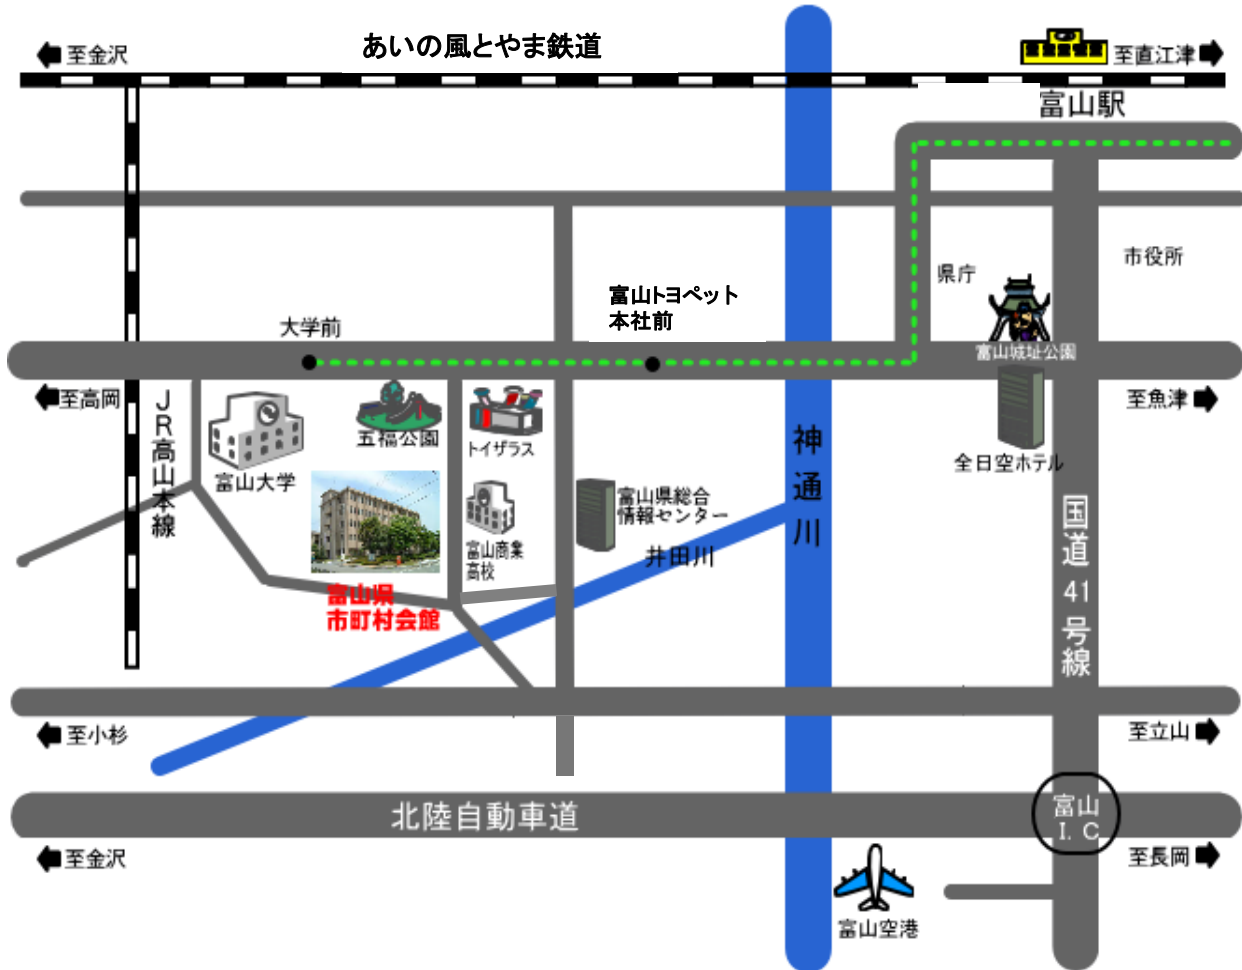 あいの風とやま鉄道
至金沢
至直江津
富山駅
市役所
県庁
富山トヨペット
本社前
大学前
富山城址公園
至高岡
JR高山本線
富山大学
五福公園
トイザラス
至魚津
全日空ホテル
神通川
富山県総合
情報センター
富山商業
高校
井田川
国道41号線
富山県
市町村会館
至小杉
至立山
北陸自動車道
富山
I.C
至金沢
至長岡
富山空港